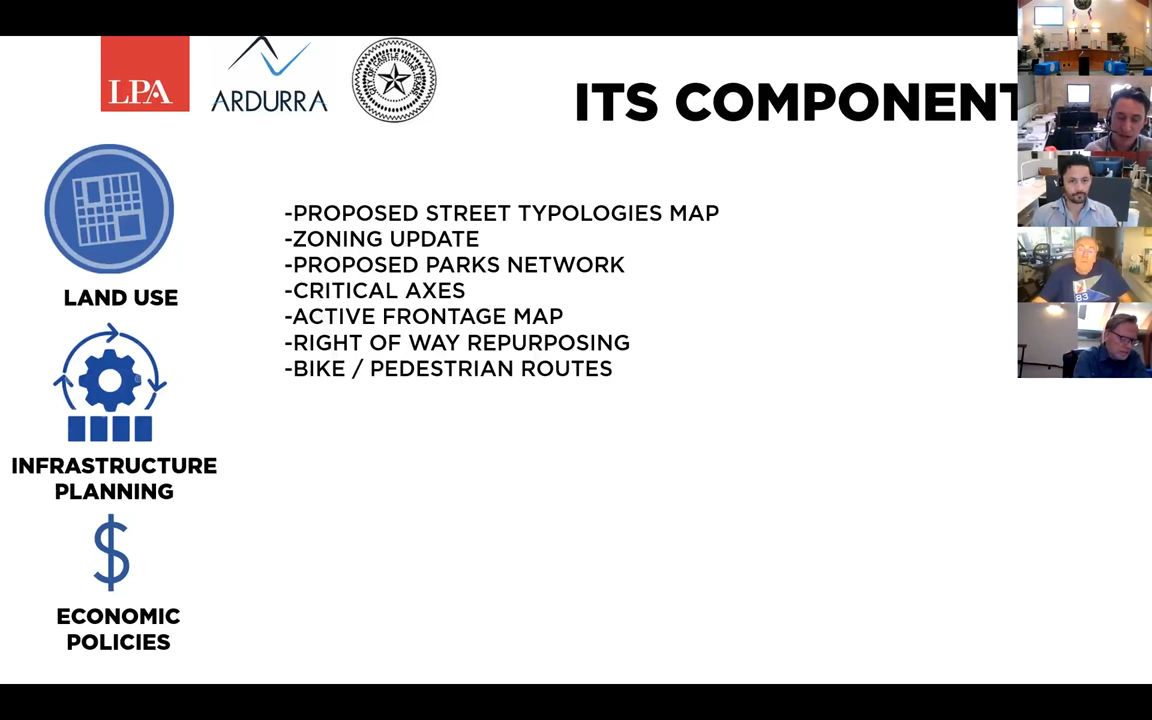 LPA
ARDURRA
ITS COMPONENT
-PROPOSED STREET TYPOLOGIES MAP
-ZONING UPDATE
-PROPOSED PARKS NETWORK
-CRITICAL AXES
-ACTIVE FRONTAGE MAP
-RIGHT OF WAY REPURPOSING
-BIKE / PEDESTRIAN ROUTES
LAND USE
INFRASTRUCTURE
PLANNING
$
ECONOMIC
POLICIES
83